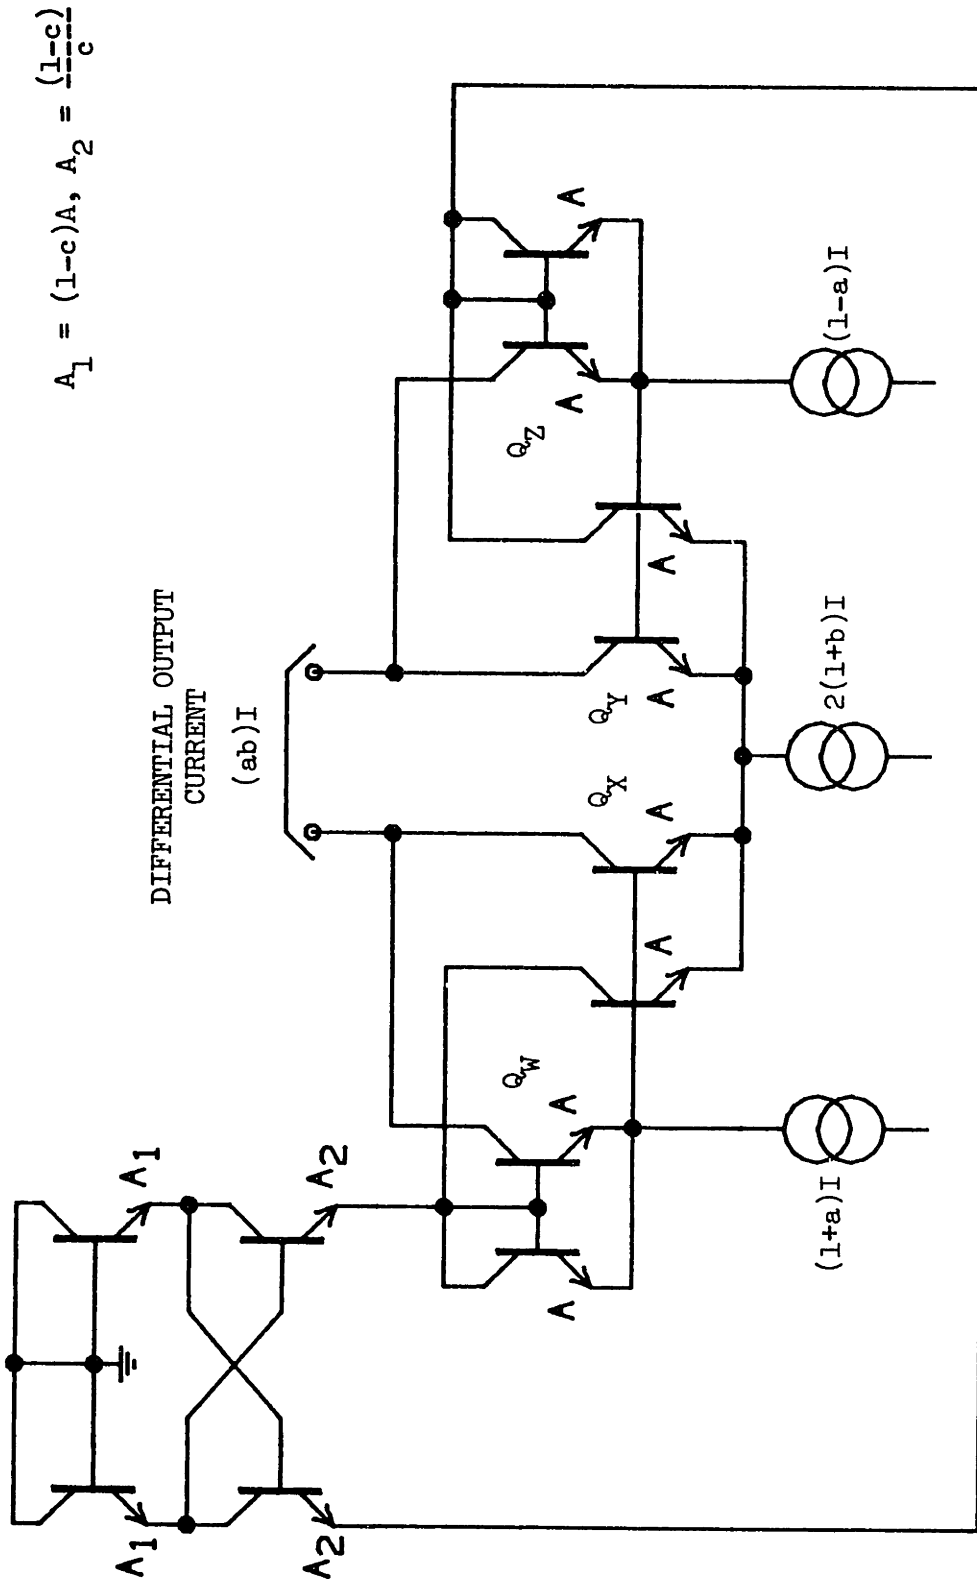 A1 = (1-c)A, A2 = (1-c)
c
DIFFERENTIAL OUTPUT
CURRENT
(ab)I
A1
A1
A2
A2
QW
QX
QY
QZ
A
A
A
A
A
A
A
A
(1+a)I
2(1+b)I
(1-a)I